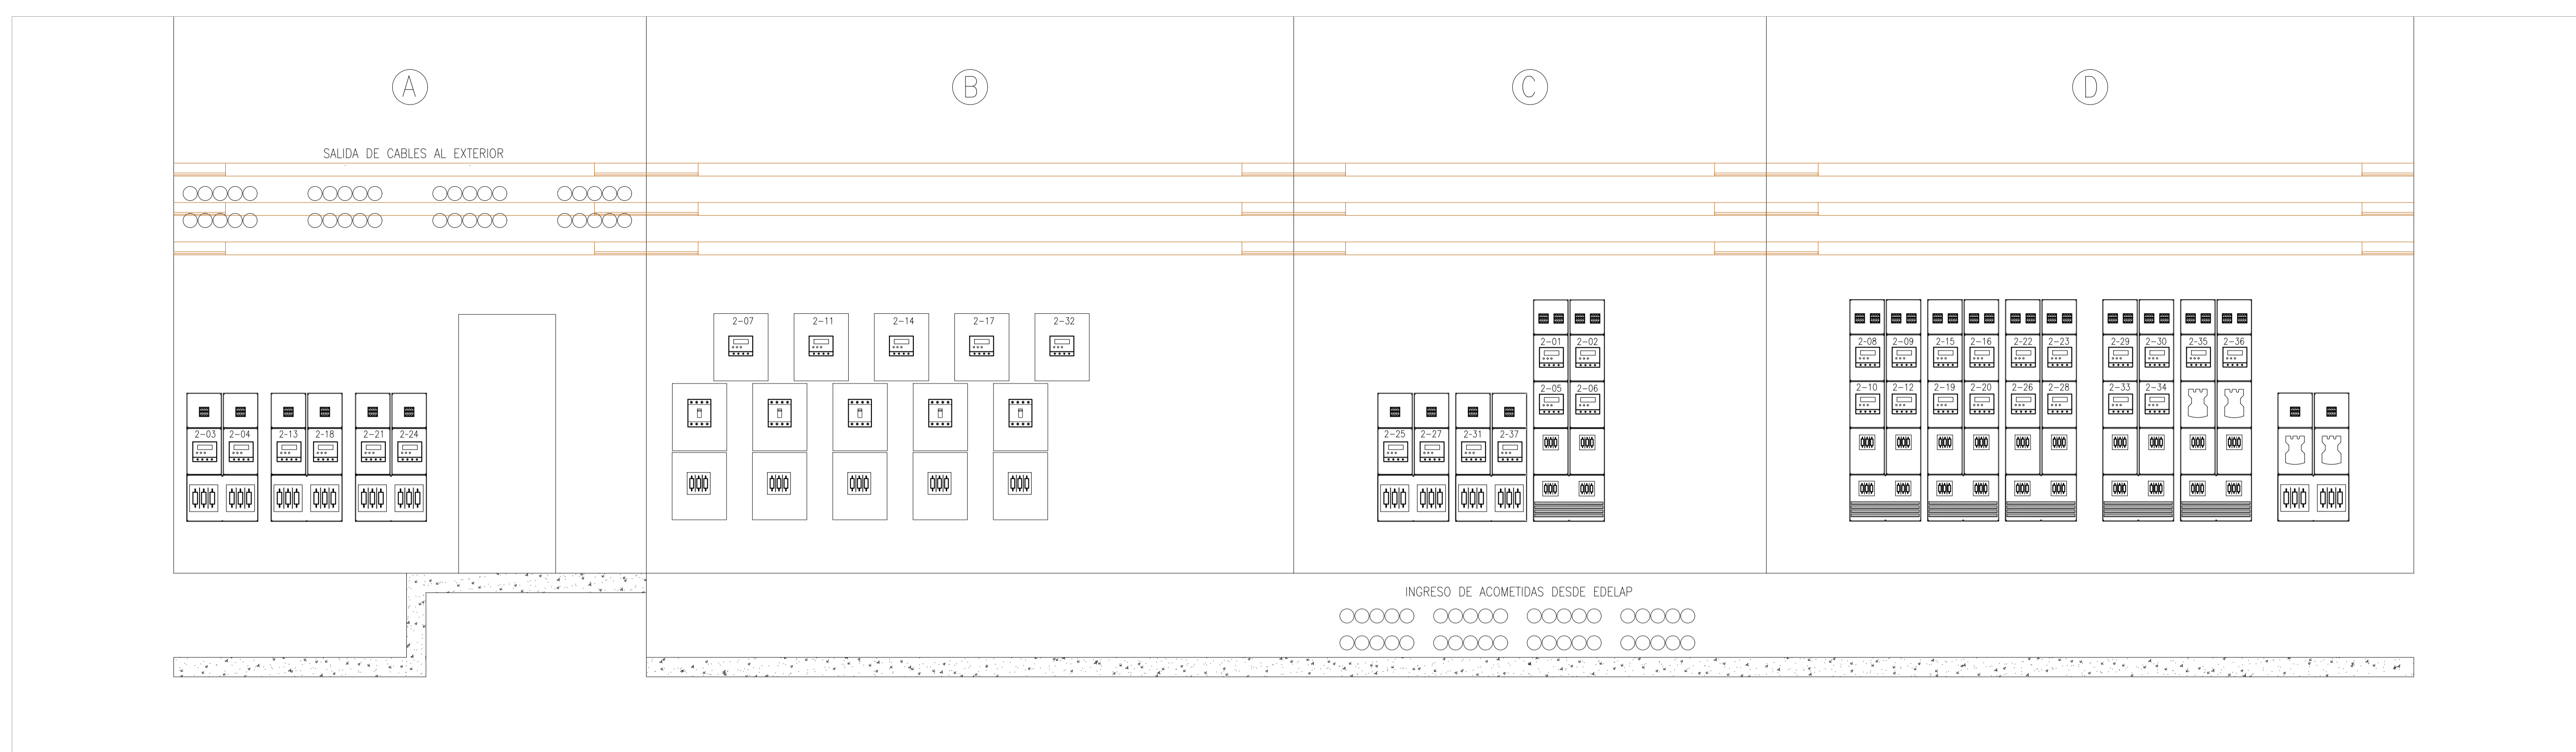 A
B
C
D
SALIDA DE CABLES AL EXTERIOR
2-07 2-11 2-14 2-17 2-32
2-01 2-02
2-08 2-09 2-15 2-16 2-22 2-23 2-29 2-30 2-35 2-36
2-05 2-06
2-10 2-12 2-19 2-20 2-26 2-28 2-33 2-34
2-03 2-04 2-13 2-18 2-21 2-24
2-25 2-27 2-31 2-37
INGRESO DE ACOMETIDAS DESDE EDELAP